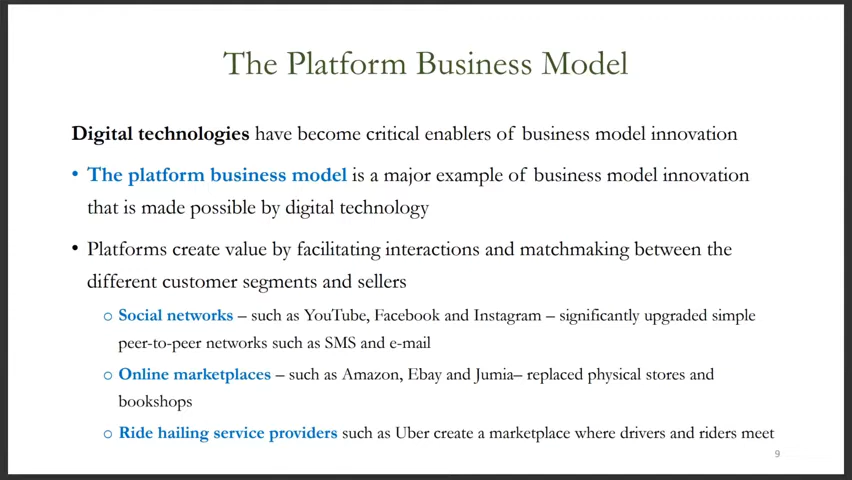 The Platform Business Model
Digital technologies have become critical enablers of business model innovation
• The platform business model is a major example of business model innovation
that is made possible by digital technology
• Platforms create value by facilitating interactions and matchmaking between the
different customer segments and sellers
o Social networks – such as YouTube, Facebook and Instagram – significantly upgraded simple
peer-to-peer networks such as SMS and e-mail
o Online marketplaces – such as Amazon, Ebay and Jumia– replaced physical stores and
bookshops
o Ride hailing service providers such as Uber create a marketplace where drivers and riders meet
9